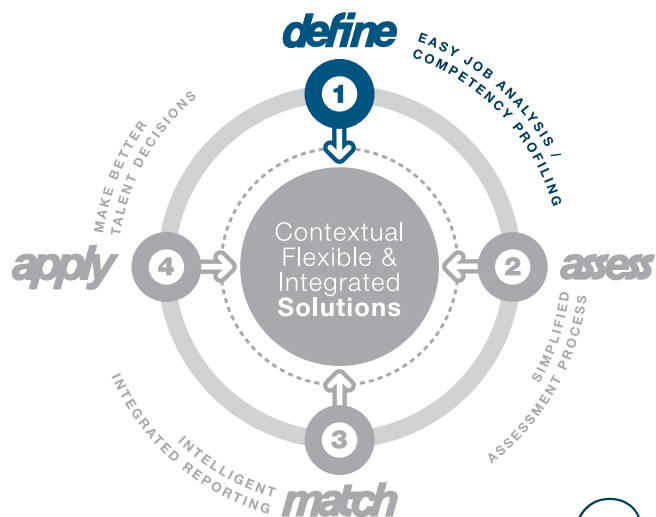 define
1
EASY JOB ANALYSIS /
COMPETENCY PROFILING
MAKE BETTER
TALENT DECISIONS
Contextual
Flexible &
Integrated
Solutions
apply
4
2
assess
SIMPLIFIED
ASSESSMENT PROCESS
INTELLIGENT
INTEGRATED REPORTING
3
match